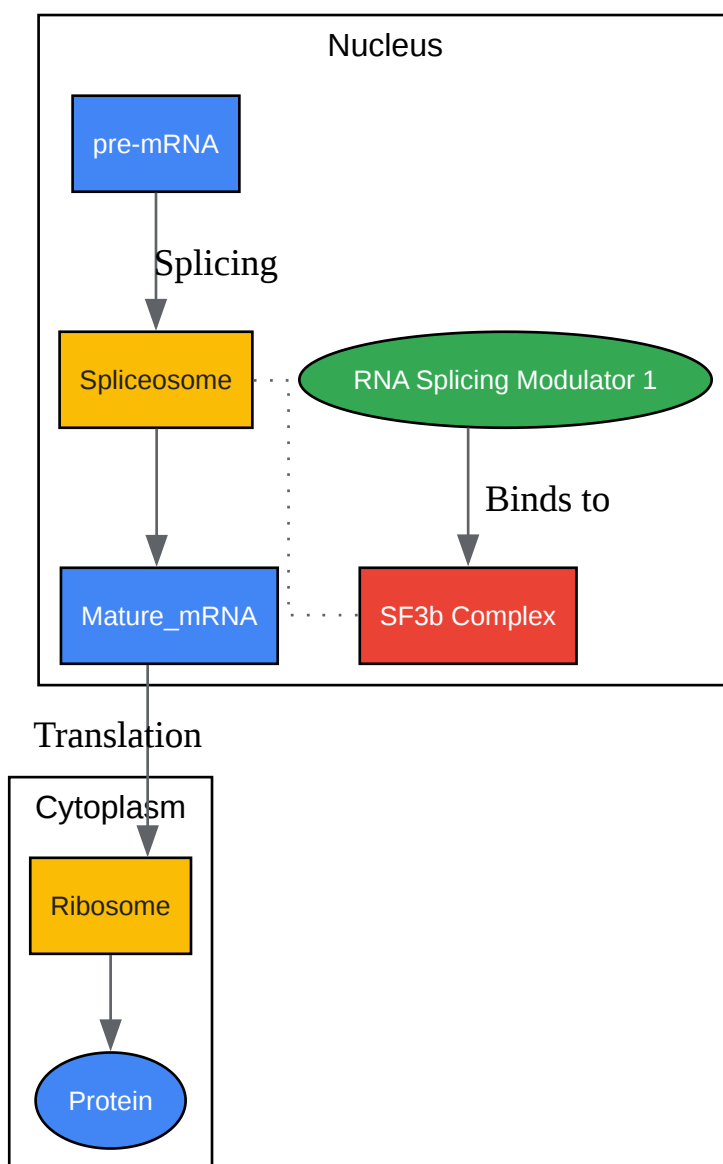 Nucleus
pre-mRNA
Splicing
Spliceosome
RNA Splicing Modulator 1
Binds to
Mature_mRNA
SF3b Complex
Translation
Cytoplasm
Ribosome
Protein